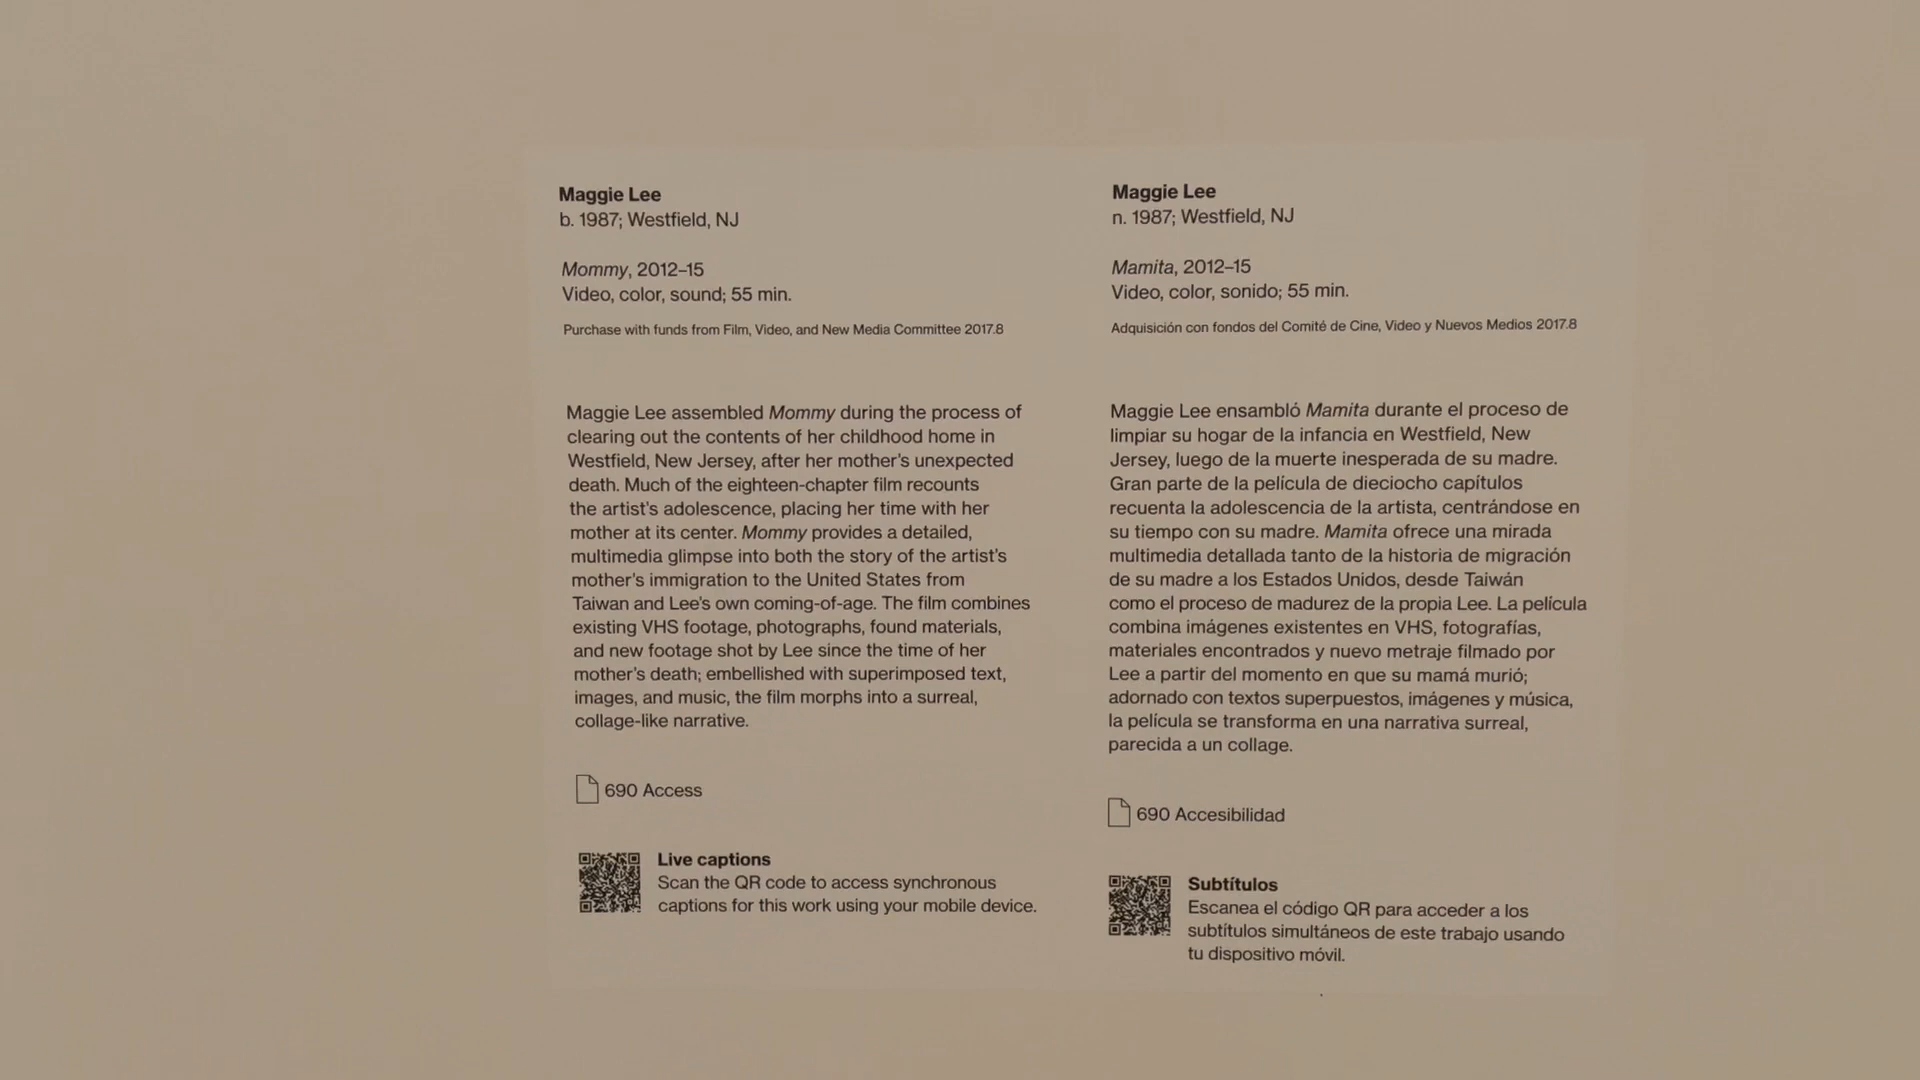 Maggie Lee
b. 1987; Westfield, NJ
Mommy, 2012–15
Video, color, sound; 55 min.
Purchase with funds from Film, Video, and New Media Committee 2017.8
Maggie Lee assembled Mommy during the process of
clearing out the contents of her childhood home in
Westfield, New Jersey, after her mother's unexpected
death. Much of the eighteen-chapter film recounts
the artist's adolescence, placing her time with her
mother at its center. Mommy provides a detailed,
multimedia glimpse into both the story of the artist's
mother's immigration to the United States from
Taiwan and Lee's own coming-of-age. The film combines
existing VHS footage, photographs, found materials,
and new footage shot by Lee since the time of her
mother's death; embellished with superimposed text,
images, and music, the film morphs into a surreal,
collage-like narrative.
690 Access
Live captions
Scan the QR code to access synchronous
captions for this work using your mobile device.
Maggie Lee
n. 1987; Westfield, NJ
Mamita, 2012–15
Video, color, sonido; 55 min.
Adquisición con fondos del Comité de Cine, Video y Nuevos Medios 2017.8
Maggie Lee ensambló Mamita durante el proceso de
limpiar su hogar de la infancia en Westfield, New
Jersey, luego de la muerte inesperada de su madre.
Gran parte de la película de dieciocho capítulos
recuenta la adolescencia de la artista, centrándose en
su tiempo con su madre. Mamita ofrece una mirada
multimedia detallada tanto de la historia de migración
de su madre a los Estados Unidos, desde Taiwán
como el proceso de madurez de la propia Lee. La película
combina imágenes existentes en VHS, fotografías,
materiales encontrados y nuevo metraje filmado por
Lee a partir del momento en que su mamá murió;
adornado con textos superpuestos, imágenes y música,
la película se transforma en una narrativa surreal,
parecida a un collage.
690 Accesibilidad
Subtítulos
Escanea el código QR para acceder a los
subtítulos simultáneos de este trabajo usando
tu dispositivo móvil.